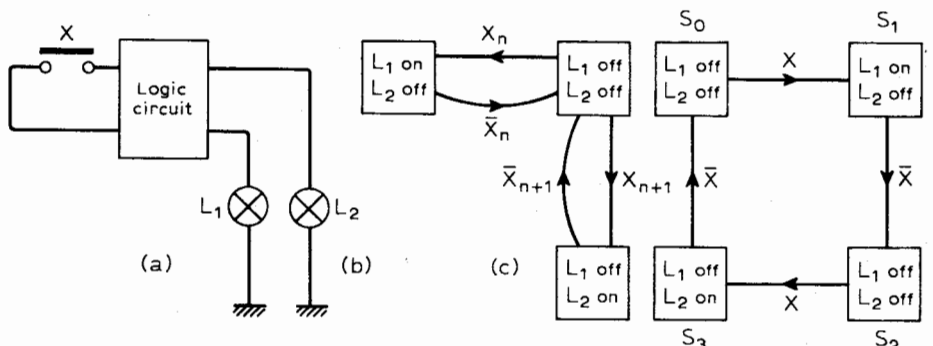 X
Logic
circuit
L₁
L₂
(a)
(b)
(c)
L₁ on
L₂ off
Xₙ
X̄ₙ
L₁ off
L₂ off
X̄ₙ₊₁
Xₙ₊₁
L₁ off
L₂ on
S₀
L₁ off
L₂ off
X
S₁
L₁ on
L₂ off
X̄
X̄
L₁ off
L₂ on
S₃
X
L₁ off
L₂ off
S₂